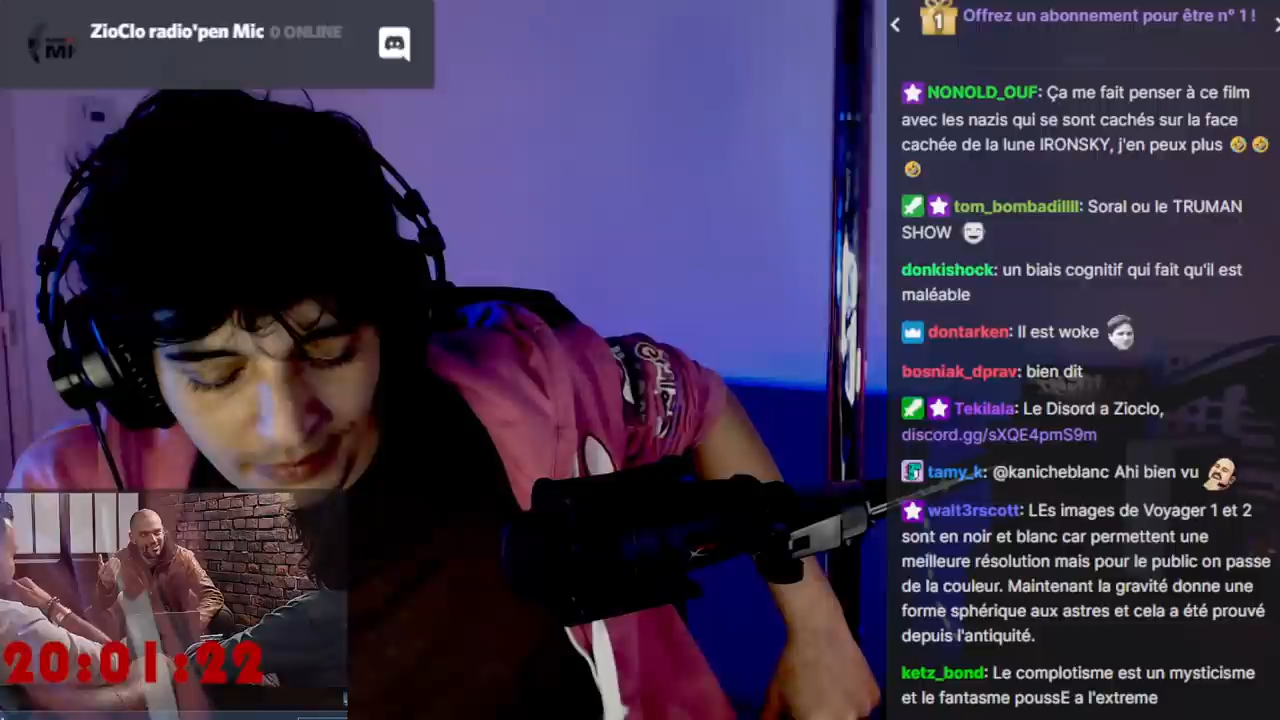 ZioClo radio'pen Mic 0 ONLINE
MI
20:01:22
1 Offrez un abonnement pour être n° 1 !
NONOLD_OUF: Ça me fait penser à ce film
avec les nazis qui se sont cachés sur la face
cachée de la lune IRONSKY, j'en peux plus 🤣 🤣
🤣
tom_bombadillll: Soral ou le TRUMAN
SHOW
donkishock: un biais cognitif qui fait qu'il est
maléable
dontarken: Il est woke
bosniak_dprav: bien dit
Tekilala: Le Disord a Zioclo,
discord.gg/sXQE4pmS9m
tamy_k: @kanicheblanc Ahi bien vu
walt3rscott: LEs images de Voyager 1 et 2
sont en noir et blanc car permettent une
meilleure résolution mais pour le public on passe
de la couleur. Maintenant la gravité donne une
forme sphérique aux astres et cela a été prouvé
depuis l'antiquité.
ketz_bond: Le complotisme est un mysticisme
et le fantasme poussE a l'extreme